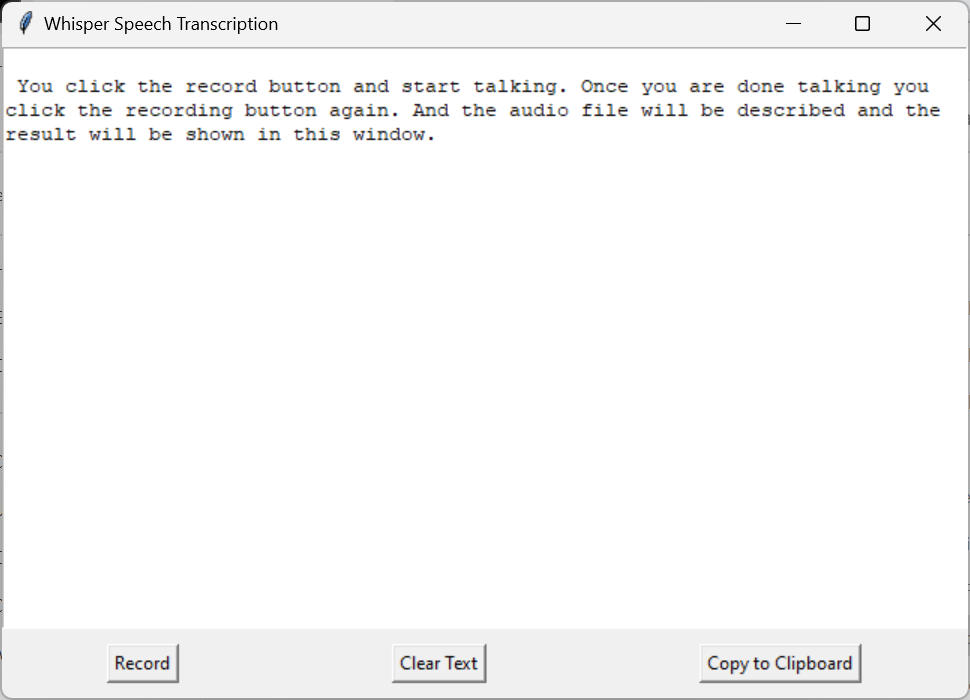 Whisper Speech Transcription
You click the record button and start talking. Once you are done talking you
click the recording button again. And the audio file will be described and the
result will be shown in this window.
Record Clear Text Copy to Clipboard